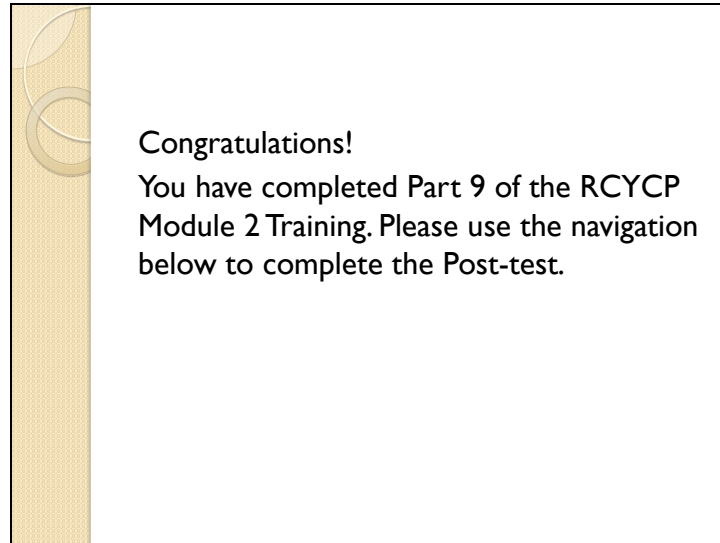 Congratulations!
You have completed Part 9 of the RCYCP
Module 2 Training. Please use the navigation
below to complete the Post-test.